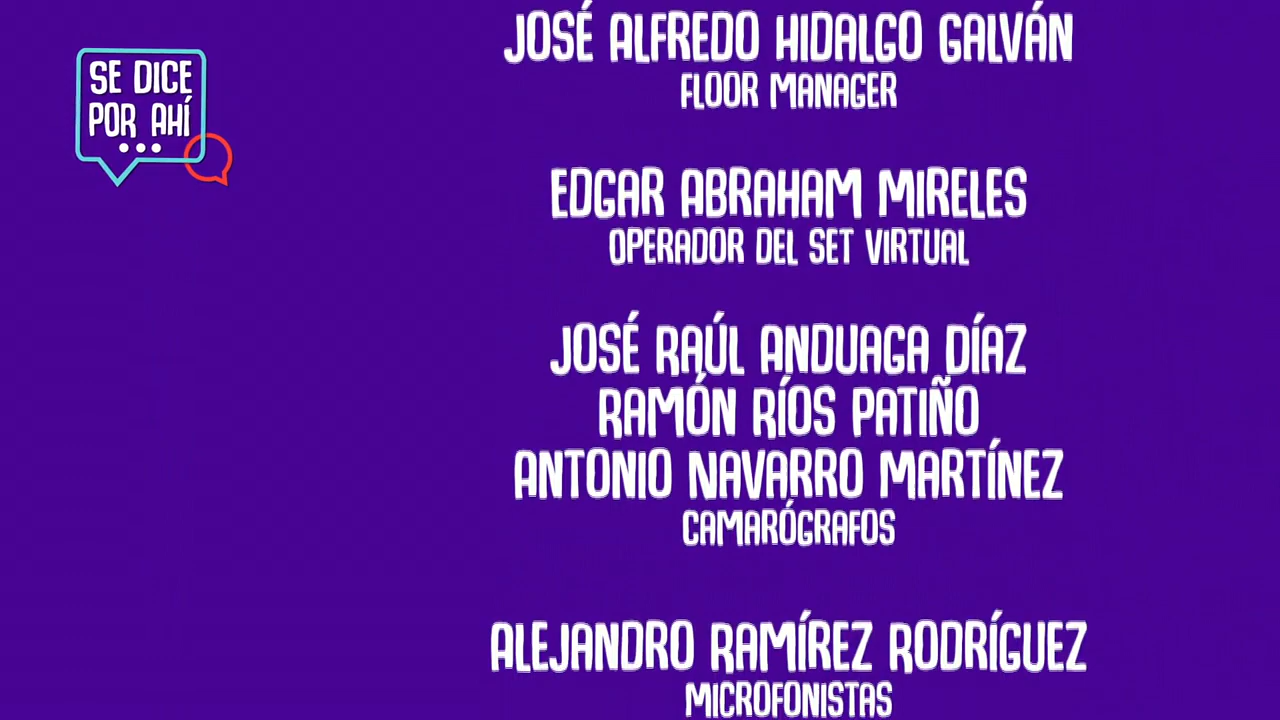 SE DICE
POR AHÍ
...
JOSÉ ALFREDO HIDALGO GALVÁN
FLOOR MANAGER
EDGAR ABRAHAM MIRELES
OPERADOR DEL SET VIRTUAL
JOSÉ RAÚL ANDUAGA DÍAZ
RAMÓN RÍOS PATIÑO
ANTONIO NAVARRO MARTÍNEZ
CAMARÓGRAFOS
ALEJANDRO RAMÍREZ RODRÍGUEZ
MICROFONISTAS